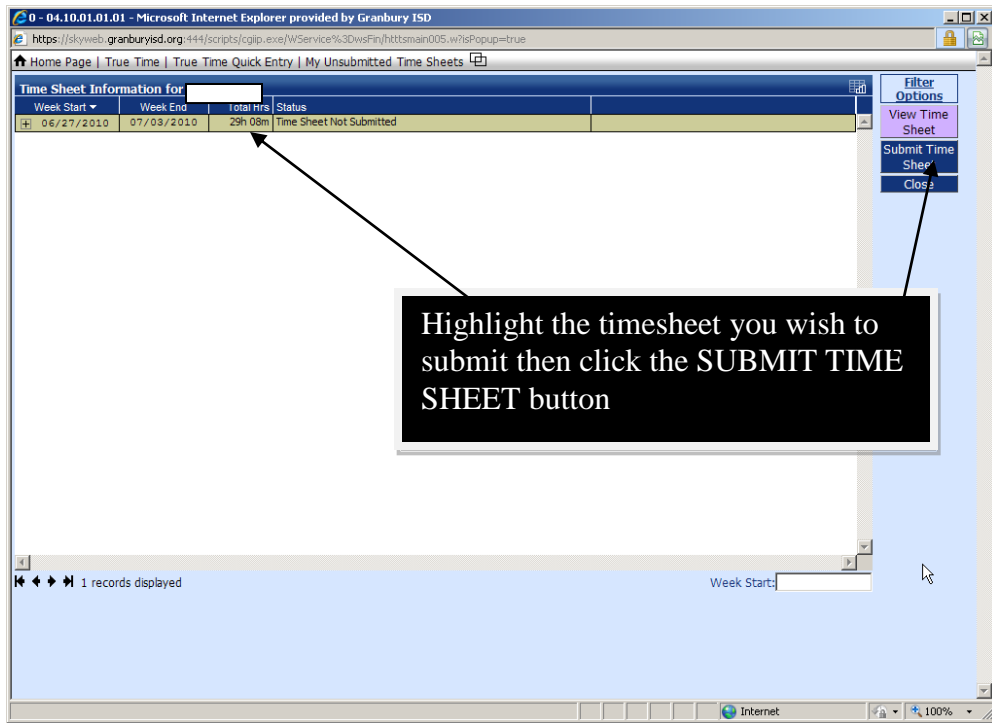 0 - 04.10.01.01.01 - Microsoft Internet Explorer provided by Granbury ISD
https://skyweb.granburyisd.org:444/scripts/cgiip.exe/WService%3DwsFin/htttsmain005.w?isPopup=true
Home Page | True Time | True Time Quick Entry | My Unsubmitted Time Sheets
Time Sheet Information for
Week Start Week End Total Hrs Status
06/27/2010 07/03/2010 29h 08m Time Sheet Not Submitted
Filter
Options
View Time
Sheet
Submit Time
Sheet
Close
Highlight the timesheet you wish to
submit then click the SUBMIT TIME
SHEET button
1 records displayed
Week Start:
Internet
100%